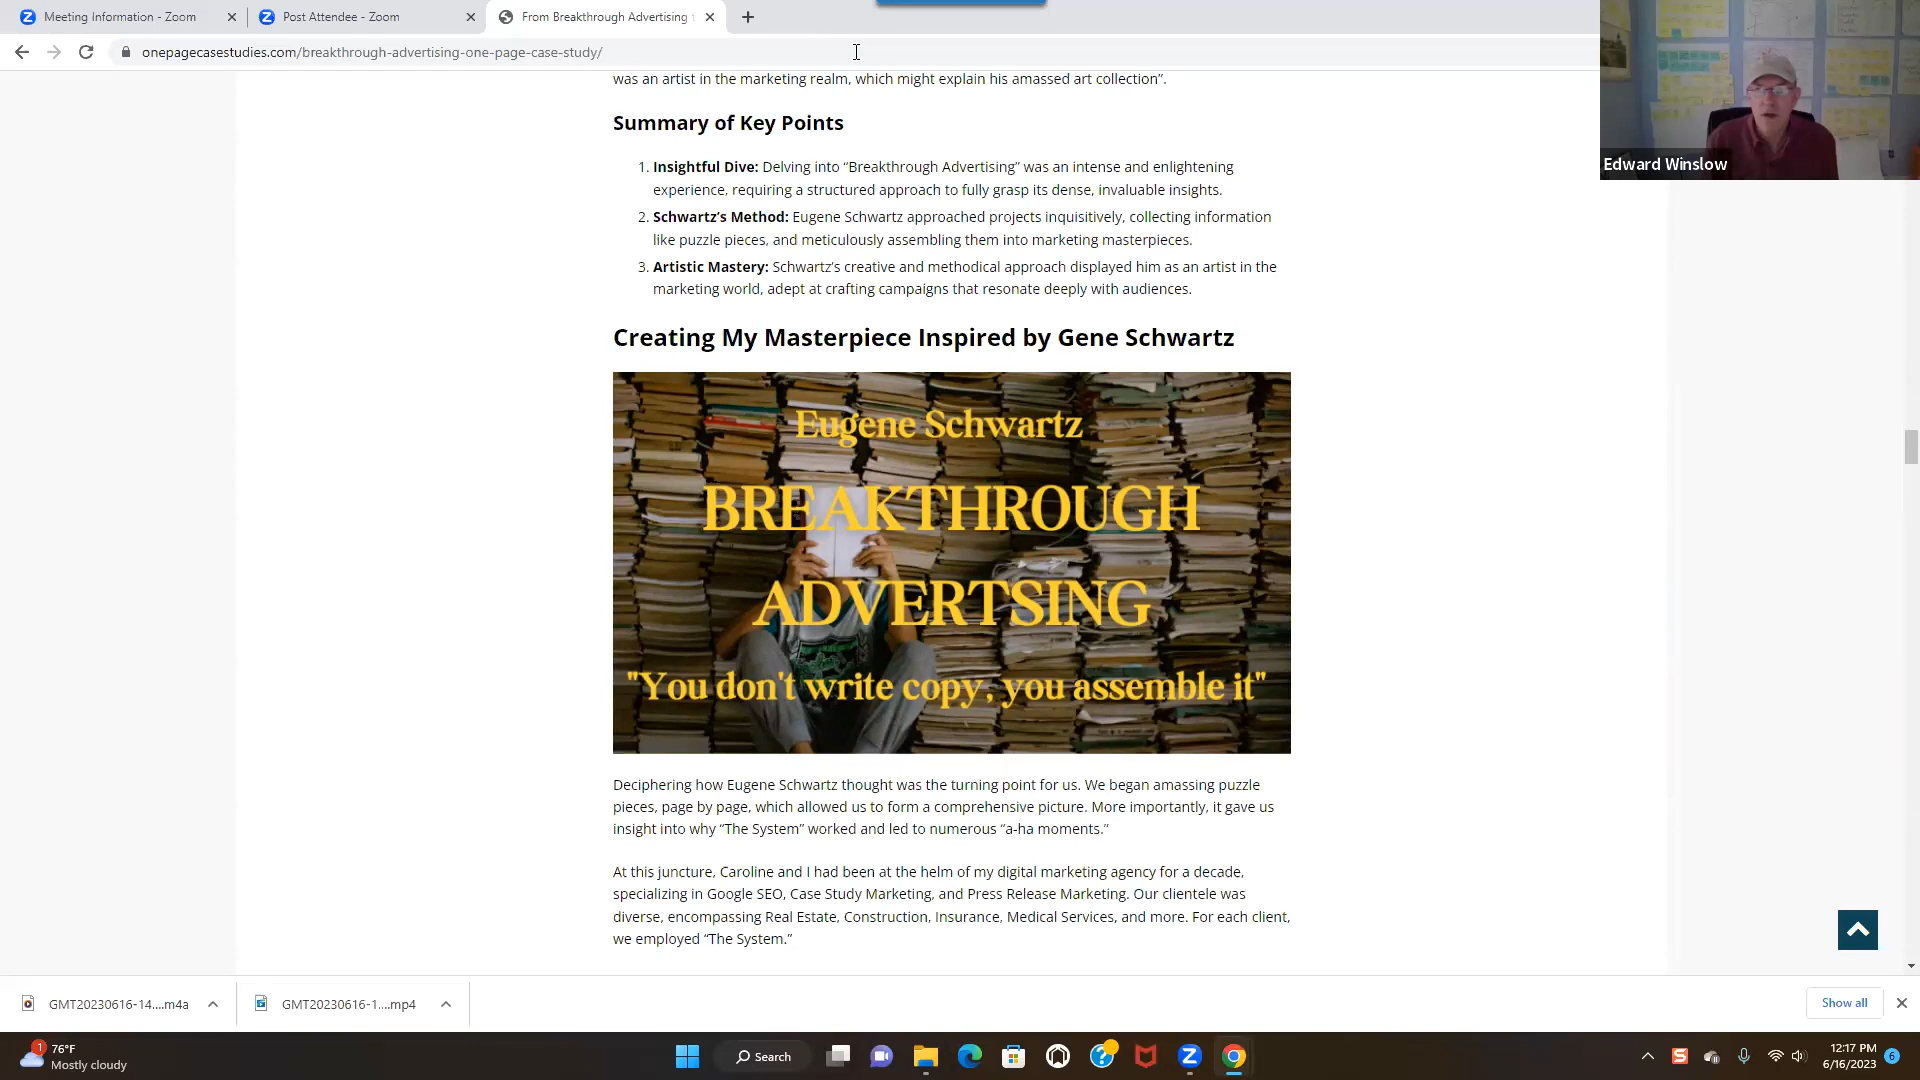 Meeting Information - Zoom
Post Attendee - Zoom
From Breakthrough Advertising
onepagecasestudies.com/breakthrough-advertising-one-page-case-study/
Edward Winslow
was an artist in the marketing realm, which might explain his amassed art collection”.
Summary of Key Points
1. Insightful Dive: Delving into “Breakthrough Advertising” was an intense and enlightening
experience, requiring a structured approach to fully grasp its dense, invaluable insights.
2. Schwartz’s Method: Eugene Schwartz approached projects inquisitively, collecting information
like puzzle pieces, and meticulously assembling them into marketing masterpieces.
3. Artistic Mastery: Schwartz’s creative and methodical approach displayed him as an artist in the
marketing world, adept at crafting campaigns that resonate deeply with audiences.
Creating My Masterpiece Inspired by Gene Schwartz
Eugene Schwartz
BREAKTHROUGH
ADVERTSING
"You don't write copy, you assemble it"
Deciphering how Eugene Schwartz thought was the turning point for us. We began amassing puzzle
pieces, page by page, which allowed us to form a comprehensive picture. More importantly, it gave us
insight into why “The System” worked and led to numerous “a-ha moments.”
At this juncture, Caroline and I had been at the helm of my digital marketing agency for a decade,
specializing in Google SEO, Case Study Marketing, and Press Release Marketing. Our clientele was
diverse, encompassing Real Estate, Construction, Insurance, Medical Services, and more. For each client,
we employed “The System.”
GMT20230616-14....m4a
GMT20230616-1....mp4
Show all
1
76°F
Mostly cloudy
Search
12:17 PM
6/16/2023
6